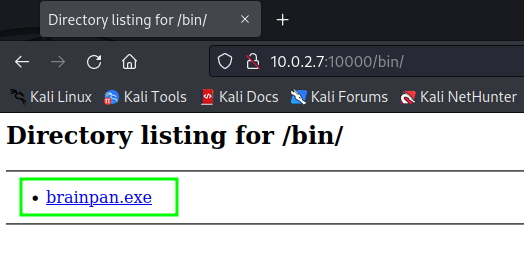 Directory listing for /bin/
10.0.2.7:10000/bin/
Kali Linux Kali Tools Kali Docs Kali Forums Kali NetHunter
Directory listing for /bin/
brainpan.exe